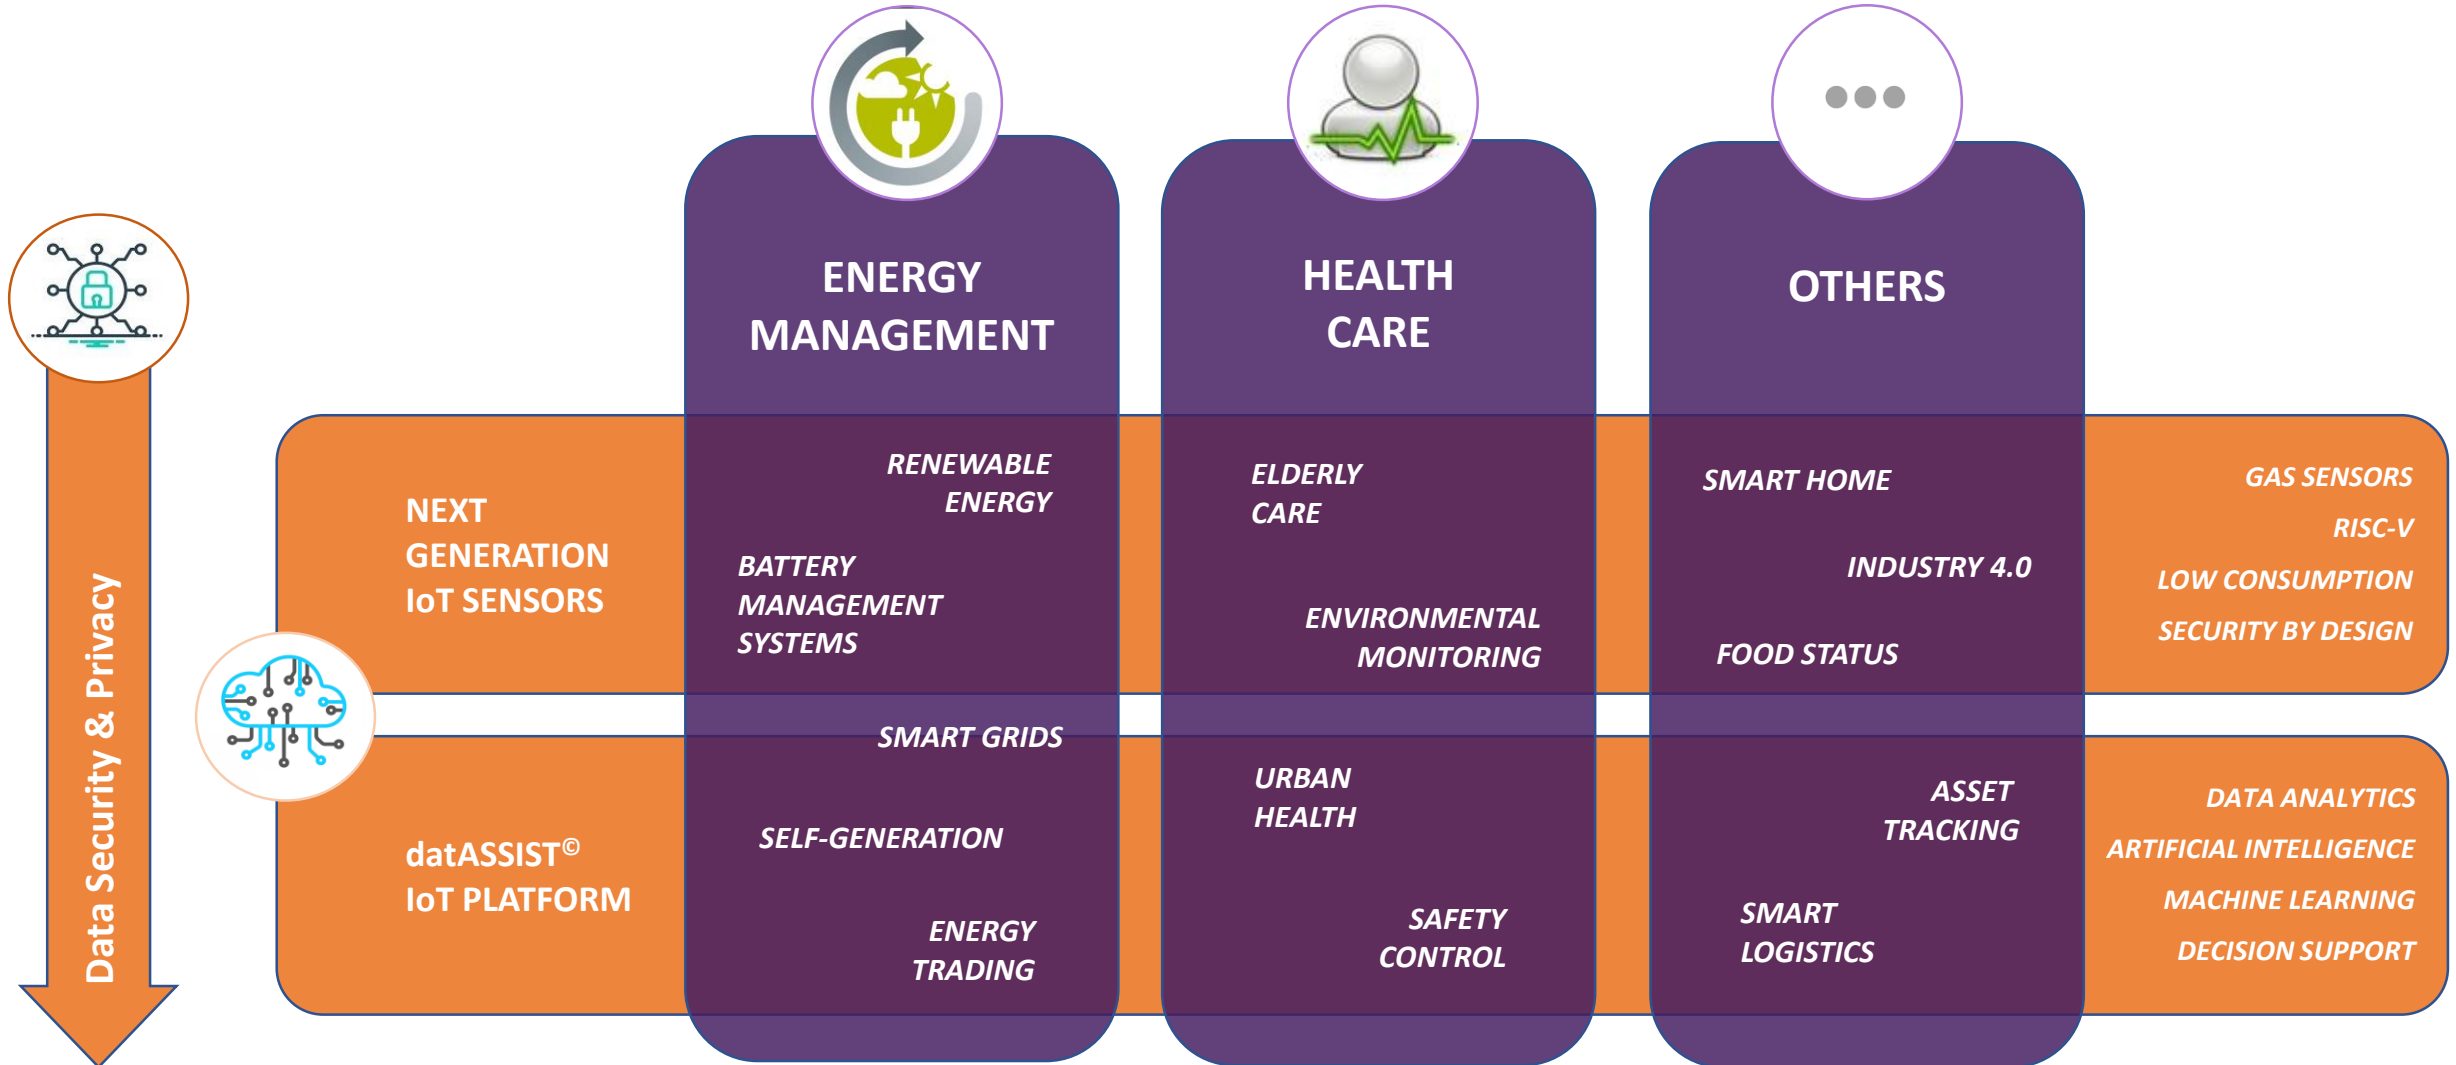 ENERGY
MANAGEMENT
HEALTH
CARE
OTHERS
Data Security & Privacy
NEXT
GENERATION
IoT SENSORS
RENEWABLE
ENERGY
BATTERY
MANAGEMENT
SYSTEMS
ELDERLY
CARE
ENVIRONMENTAL
MONITORING
SMART HOME
INDUSTRY 4.0
FOOD STATUS
GAS SENSORS
RISC-V
LOW CONSUMPTION
SECURITY BY DESIGN
datASSIST©
IoT PLATFORM
SMART GRIDS
SELF-GENERATION
ENERGY
TRADING
URBAN
HEALTH
SAFETY
CONTROL
ASSET
TRACKING
SMART
LOGISTICS
DATA ANALYTICS
ARTIFICIAL INTELLIGENCE
MACHINE LEARNING
DECISION SUPPORT